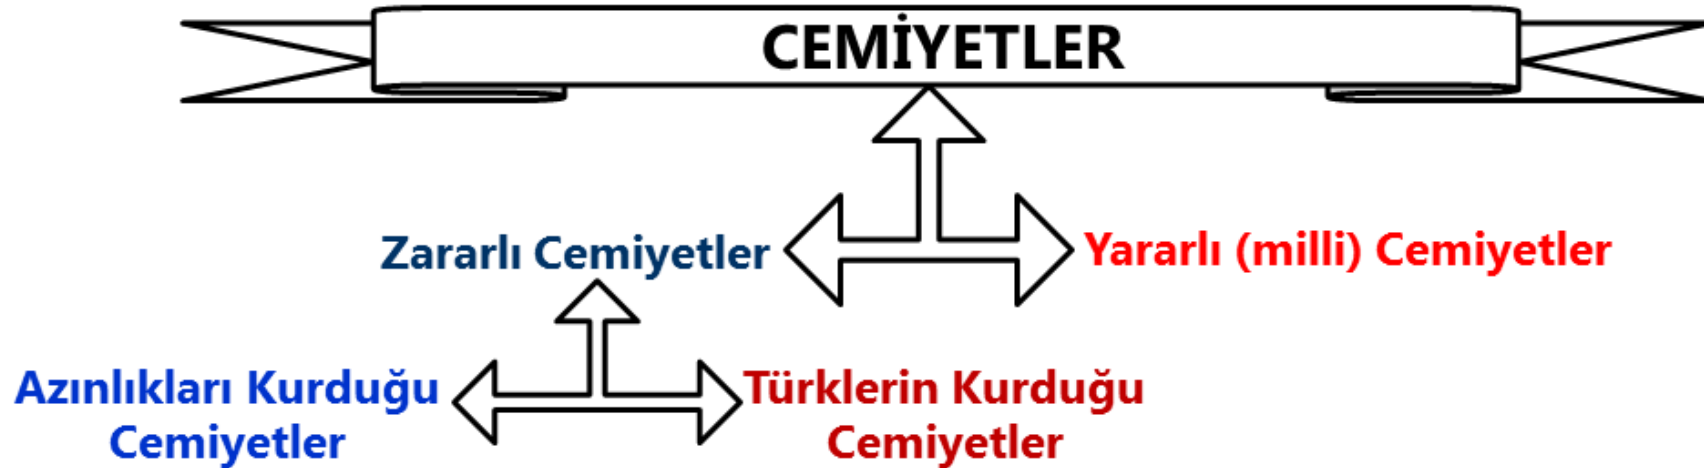 CEMİYETLER
Zararlı Cemiyetler
Yararlı (milli) Cemiyetler
Azınlıkları Kurduğu
Cemiyetler
Türklerin Kurduğu
Cemiyetler